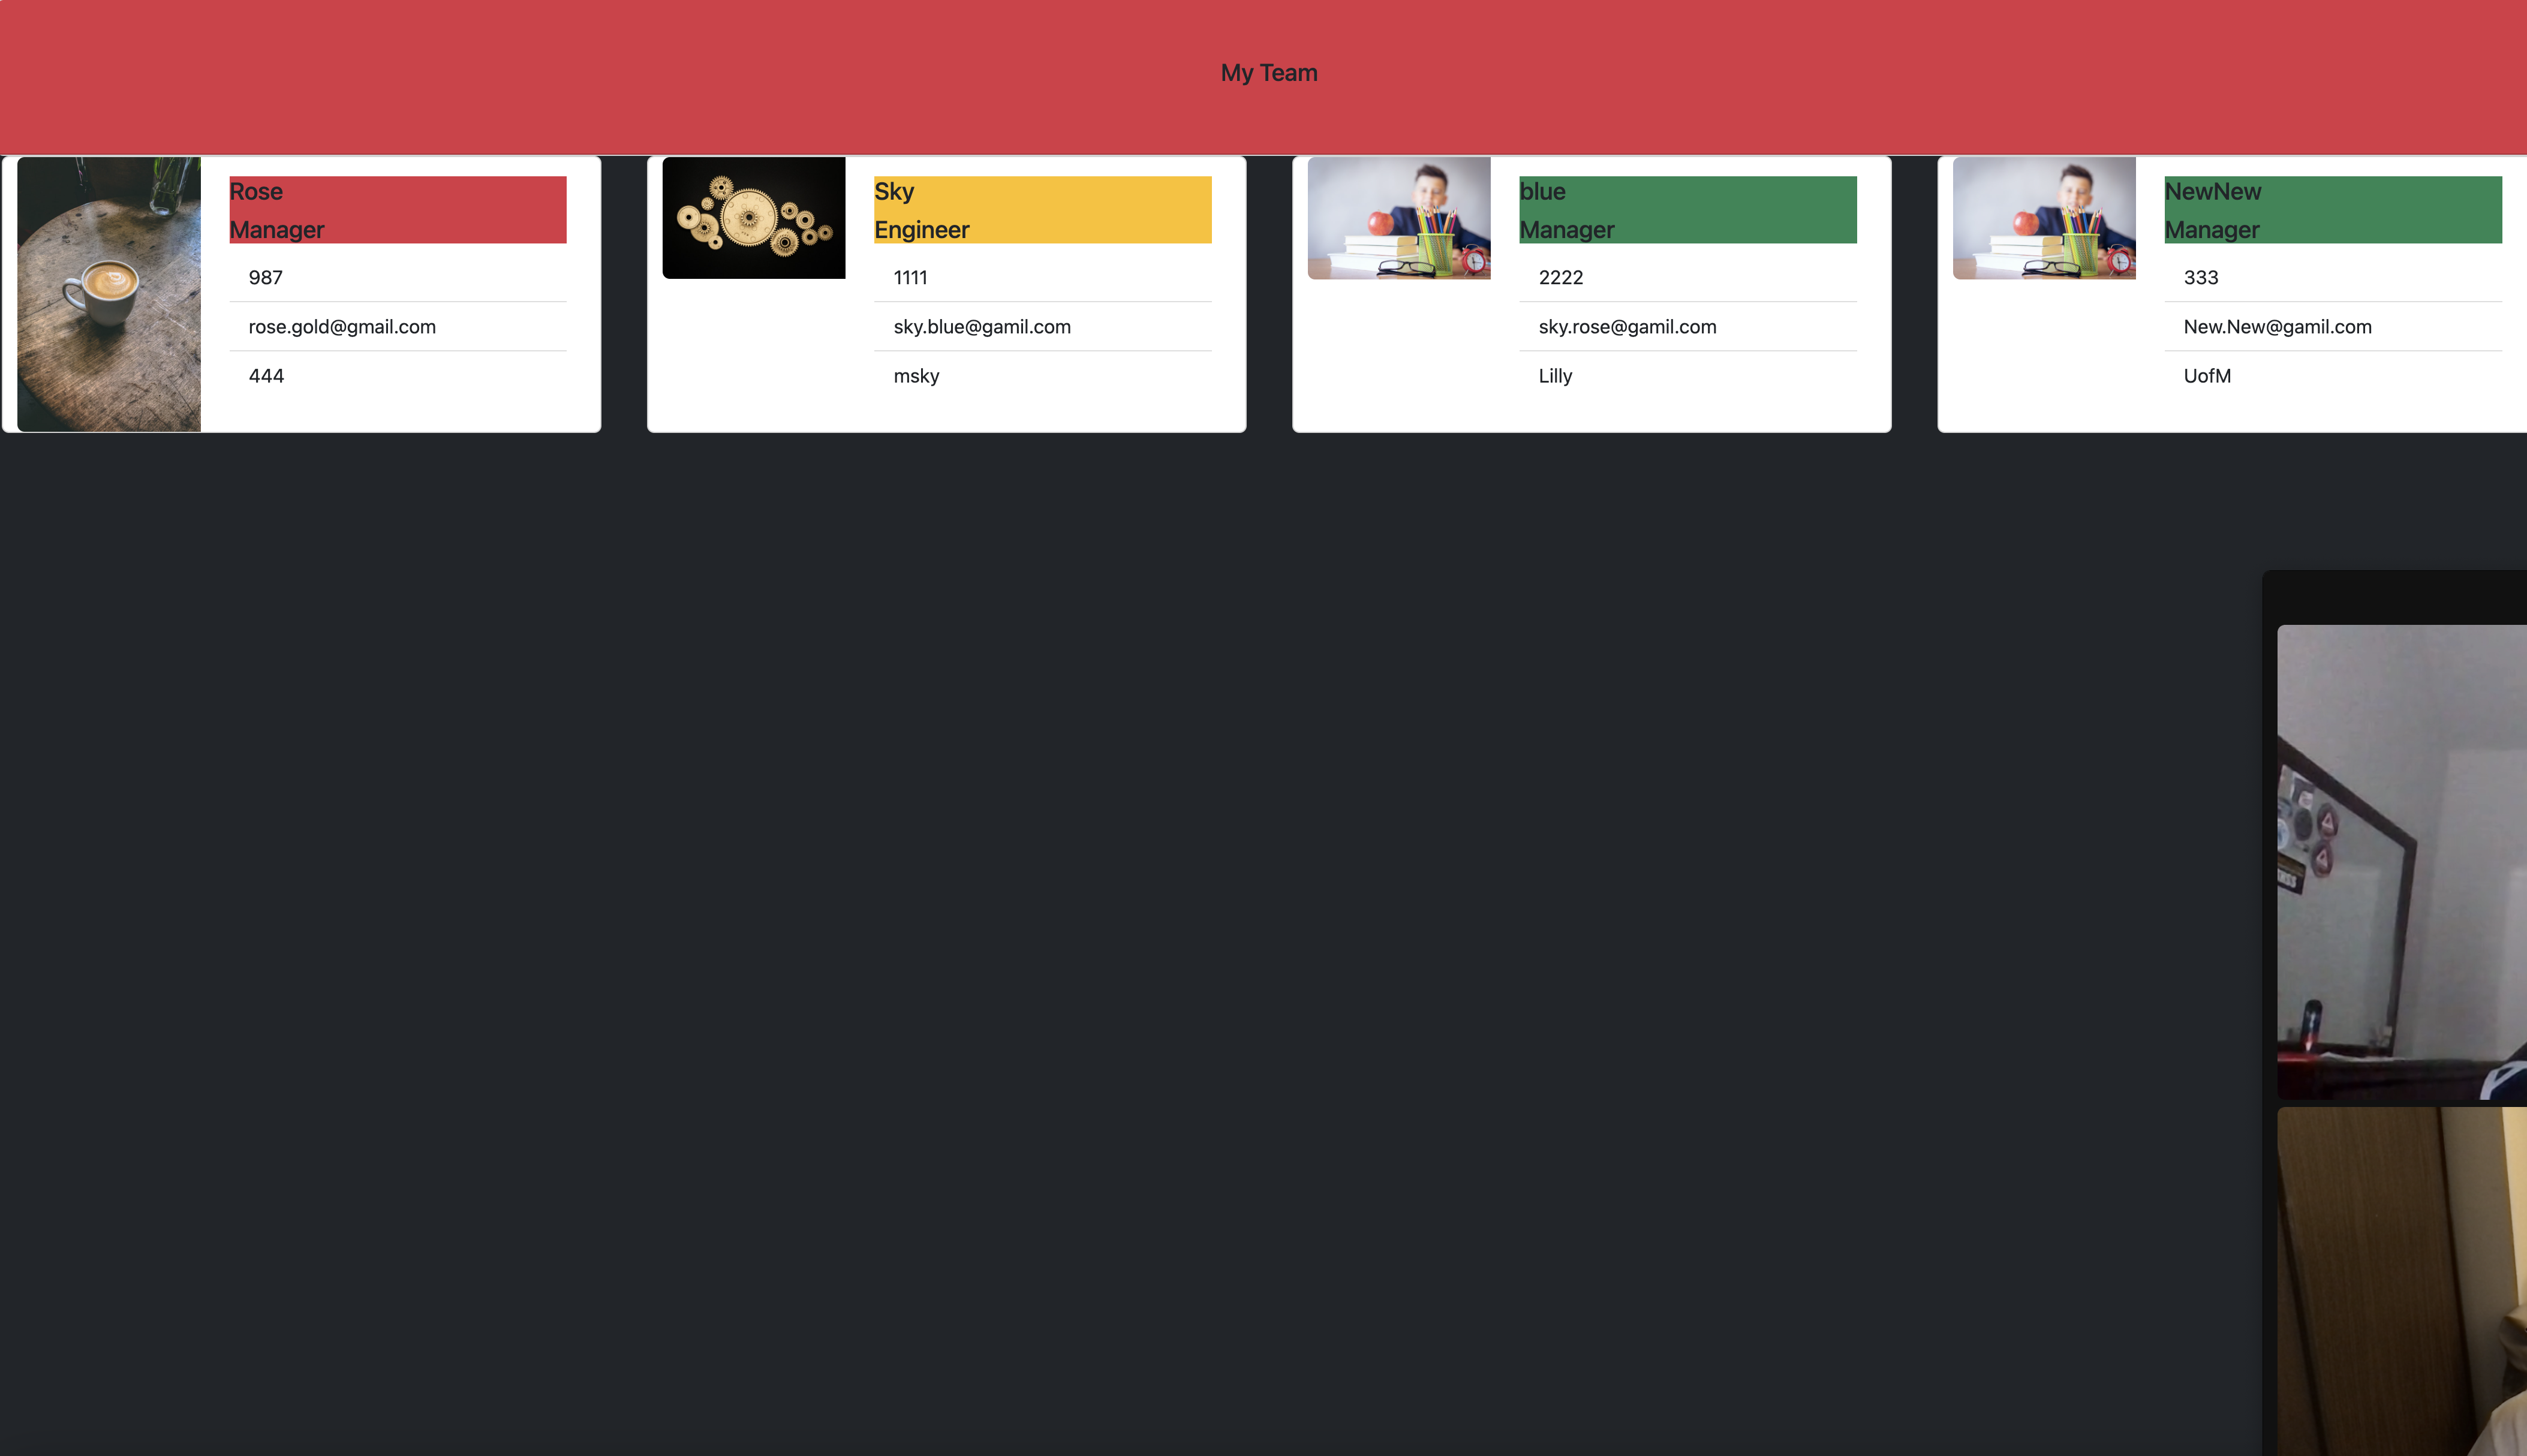 My Team
Rose
Manager
987
rose.gold@gmail.com
444
Sky
Engineer
1111
sky.blue@gamil.com
msky
blue
Manager
2222
sky.rose@gamil.com
Lilly
NewNew
Manager
333
New.New@gamil.com
UofM